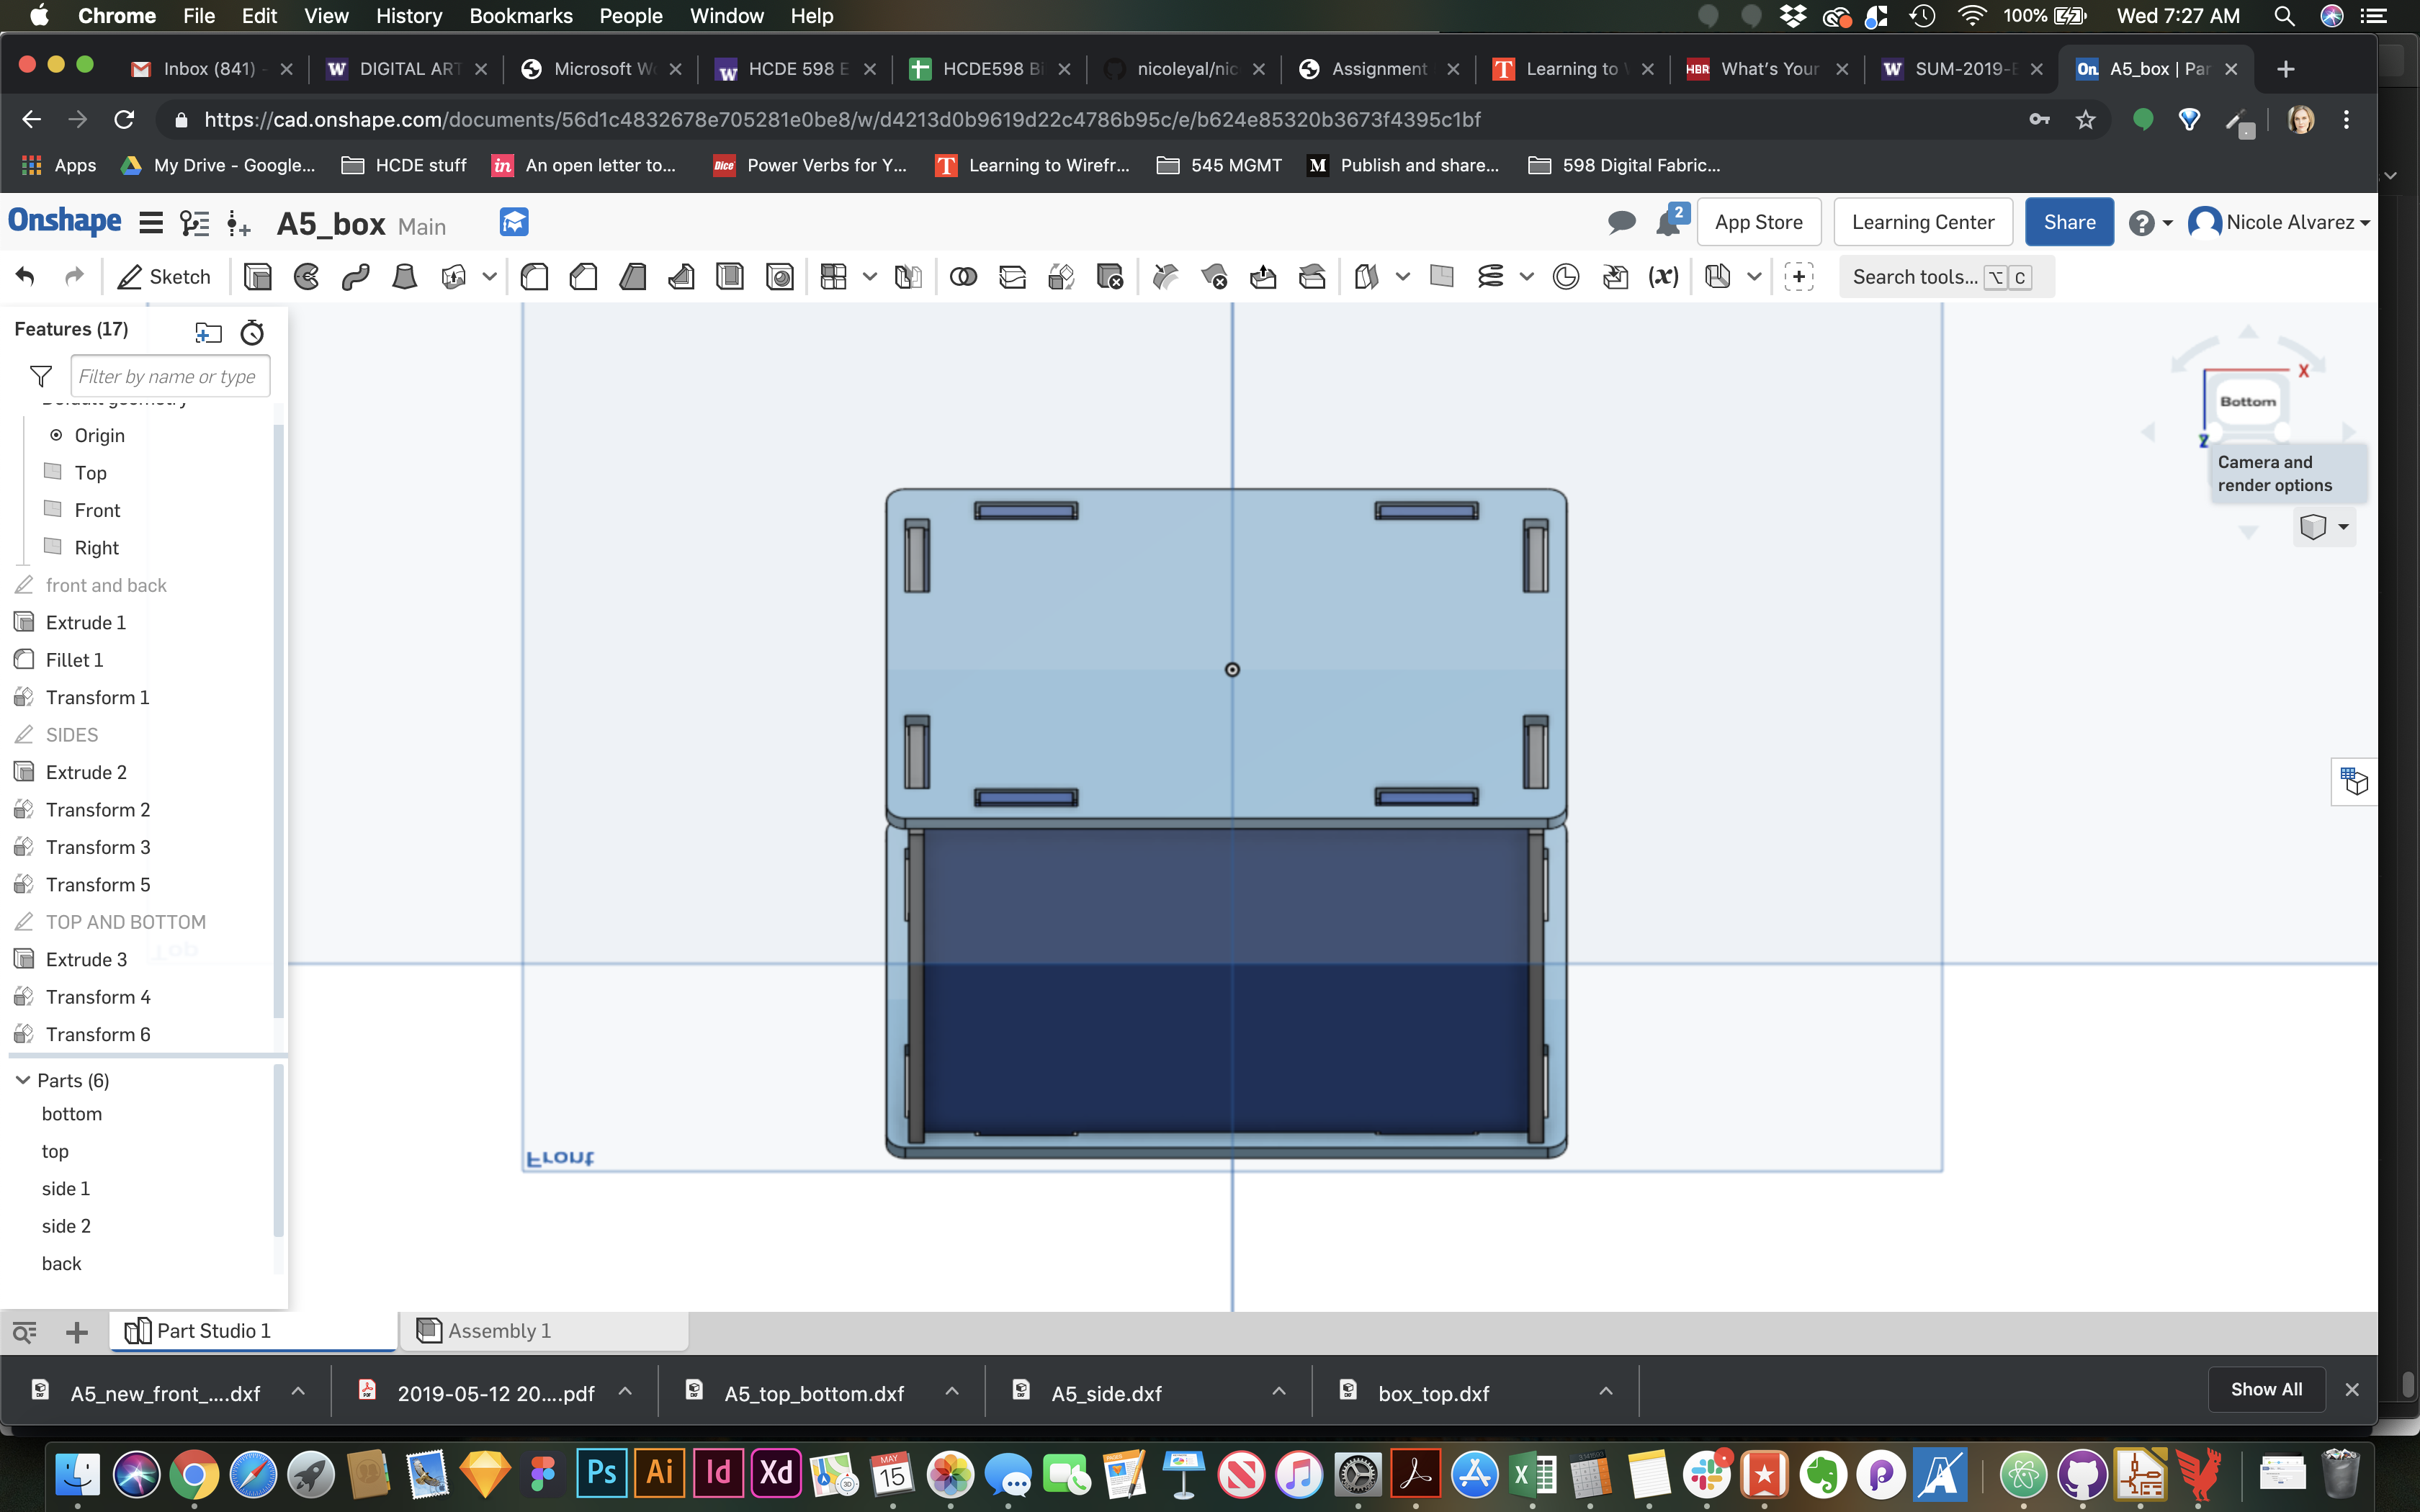 Chrome File Edit View History Bookmarks People Window Help 100% Wed 7:27 AM
Inbox (841) - DIGITAL ART Microsoft W HCDE 598 E HCDE598 Bi nicoleyal/nic Assignment Learning to What's Your SUM-2019-E On. A5_box | Par
https://cad.onshape.com/documents/56d1c4832678e705281e0be8/w/d4213d0b9619d22c4786b95c/e/b624e85320b3673f4395c1bf
Apps My Drive - Google... HCDE stuff in An open letter to... Dice Power Verbs for Y... T Learning to Wirefr... 545 MGMT M Publish and share... 598 Digital Fabric...
Onshape A5_box Main 2 App Store Learning Center Share Nicole Alvarez
Sketch (x) Search tools... ⌥ C
Features (17)
Filter by name or type
Default geometry
Origin
Top
Front
Right
front and back
Extrude 1
Fillet 1
Transform 1
SIDES
Extrude 2
Transform 2
Transform 3
Transform 5
TOP AND BOTTOM
Top
Extrude 3
Transform 4
Transform 6
Parts (6)
bottom
top
side 1
side 2
back
Front
X
Bottom
Z
Camera and
render options
Part Studio 1 Assembly 1
A5_new_front_....dxf 2019-05-12 20....pdf A5_top_bottom.dxf A5_side.dxf box_top.dxf Show All
Ps Ai Id Xd MAY 15